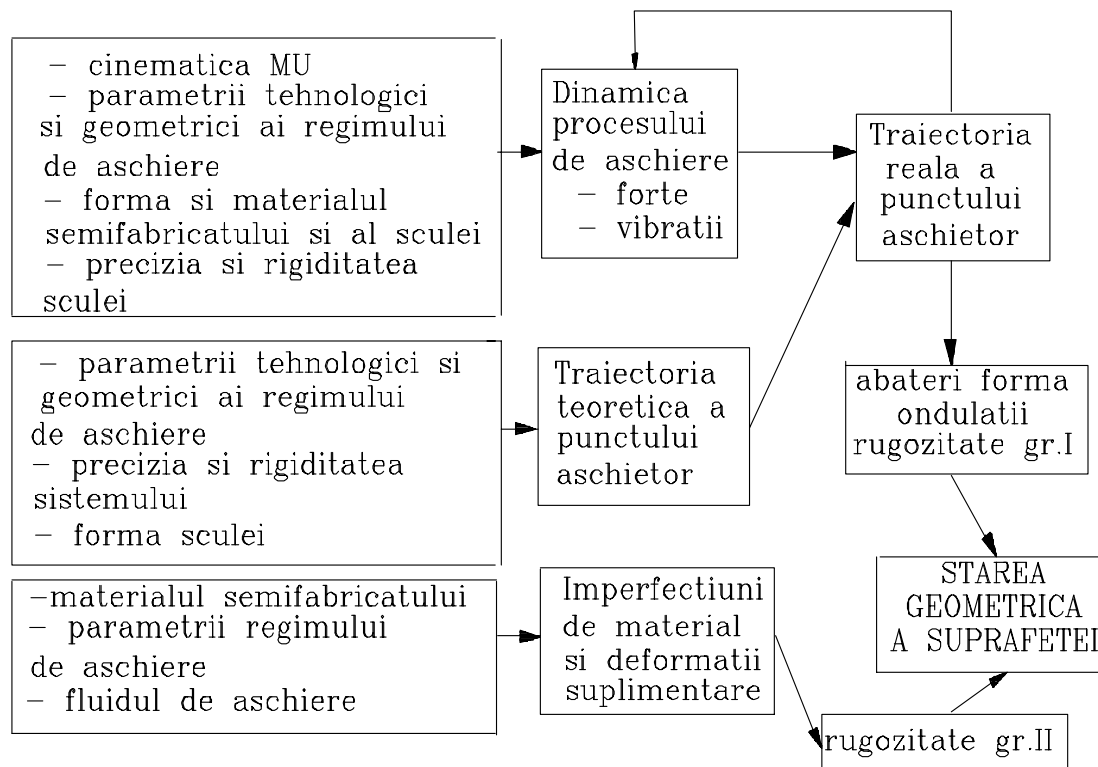 – cinematica MU
– parametrii tehnologici
si geometrici ai regimului
de aschiere
– forma si materialul
semifabricatului si al sculei
– precizia si rigiditatea
sculei
Dinamica
procesului
de aschiere
– forte
– vibratii
Traiectoria
reala a
punctului
aschietor
– parametrii tehnologici si
geometrici ai regimului
de aschiere
– precizia si rigiditatea
sistemului
– forma sculei
Traiectoria
teoretica a
punctului
aschietor
abateri forma
ondulatii
rugozitate gr.I
–materialul semifabricatului
– parametrii regimului
de aschiere
– fluidul de aschiere
Imperfectiuni
de material
si deformatii
suplimentare
STAREA
GEOMETRICA
A SUPRAFETEI
rugozitate gr.II